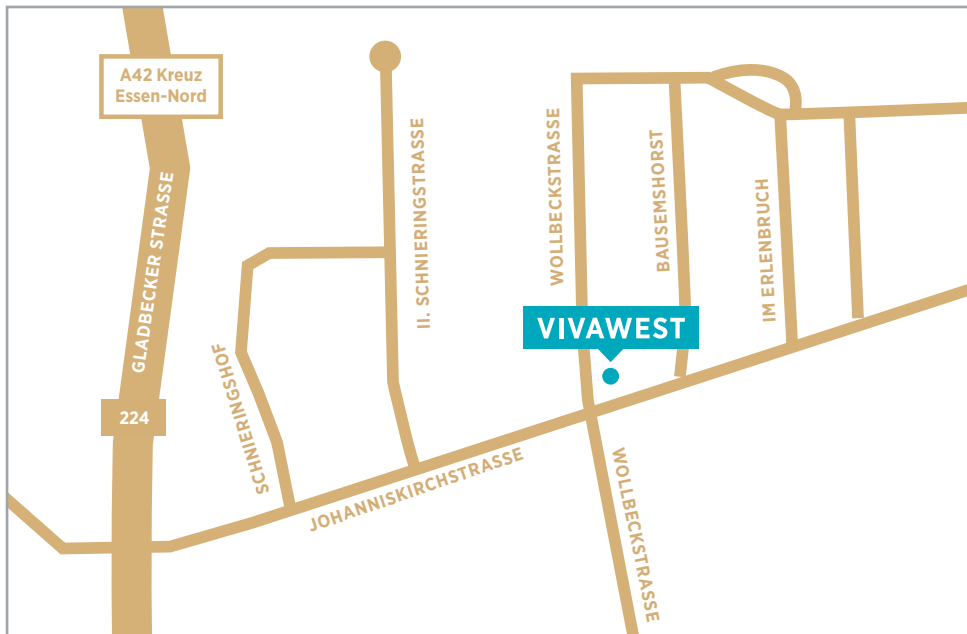 A42 Kreuz
Essen-Nord
GLADBECKER STRASSE
224
SCHNIERINGSHOF
II. SCHNIERINGSTRASSE
JOHANNISKIRCHSTRASSE
WOLLBECKSTRASSE
BAUSEMSHORST
IM ERLENBRUCH
VIVAWEST
WOLLBECKSTRASSE